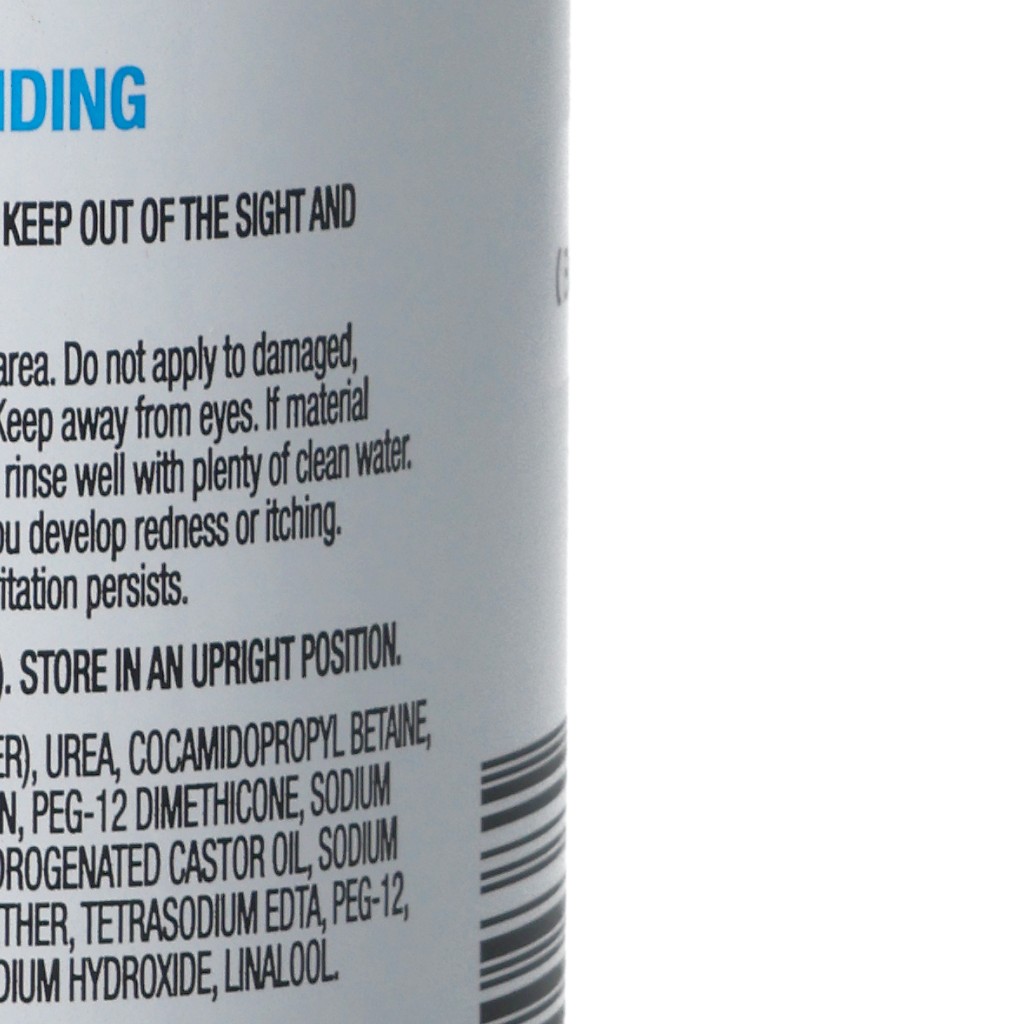 DING
KEEP OUT OF THE SIGHT AND
area. Do not apply to damaged,
Keep away from eyes. If material
rinse well with plenty of clean water.
ou develop redness or itching.
itation persists.
). STORE IN AN UPRIGHT POSITION.
ER), UREA, COCAMIDOPROPYL BETAINE,
N, PEG-12 DIMETHICONE, SODIUM
DROGENATED CASTOR OIL, SODIUM
THER, TETRASODIUM EDTA, PEG-12,
DIUM HYDROXIDE, LINALOOL.